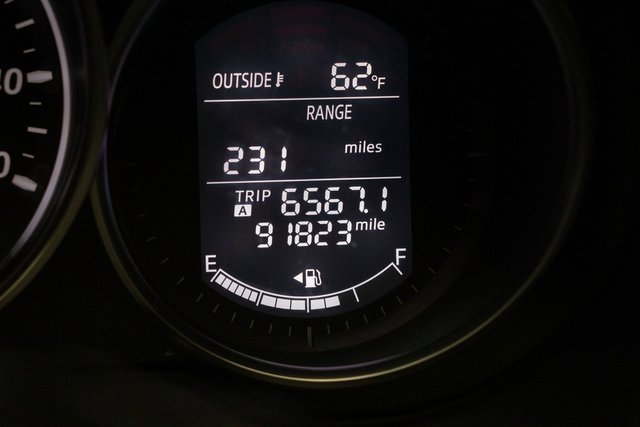 OUTSIDE 62°F
RANGE
231 miles
TRIP A 6567.1
91823 mile
E F